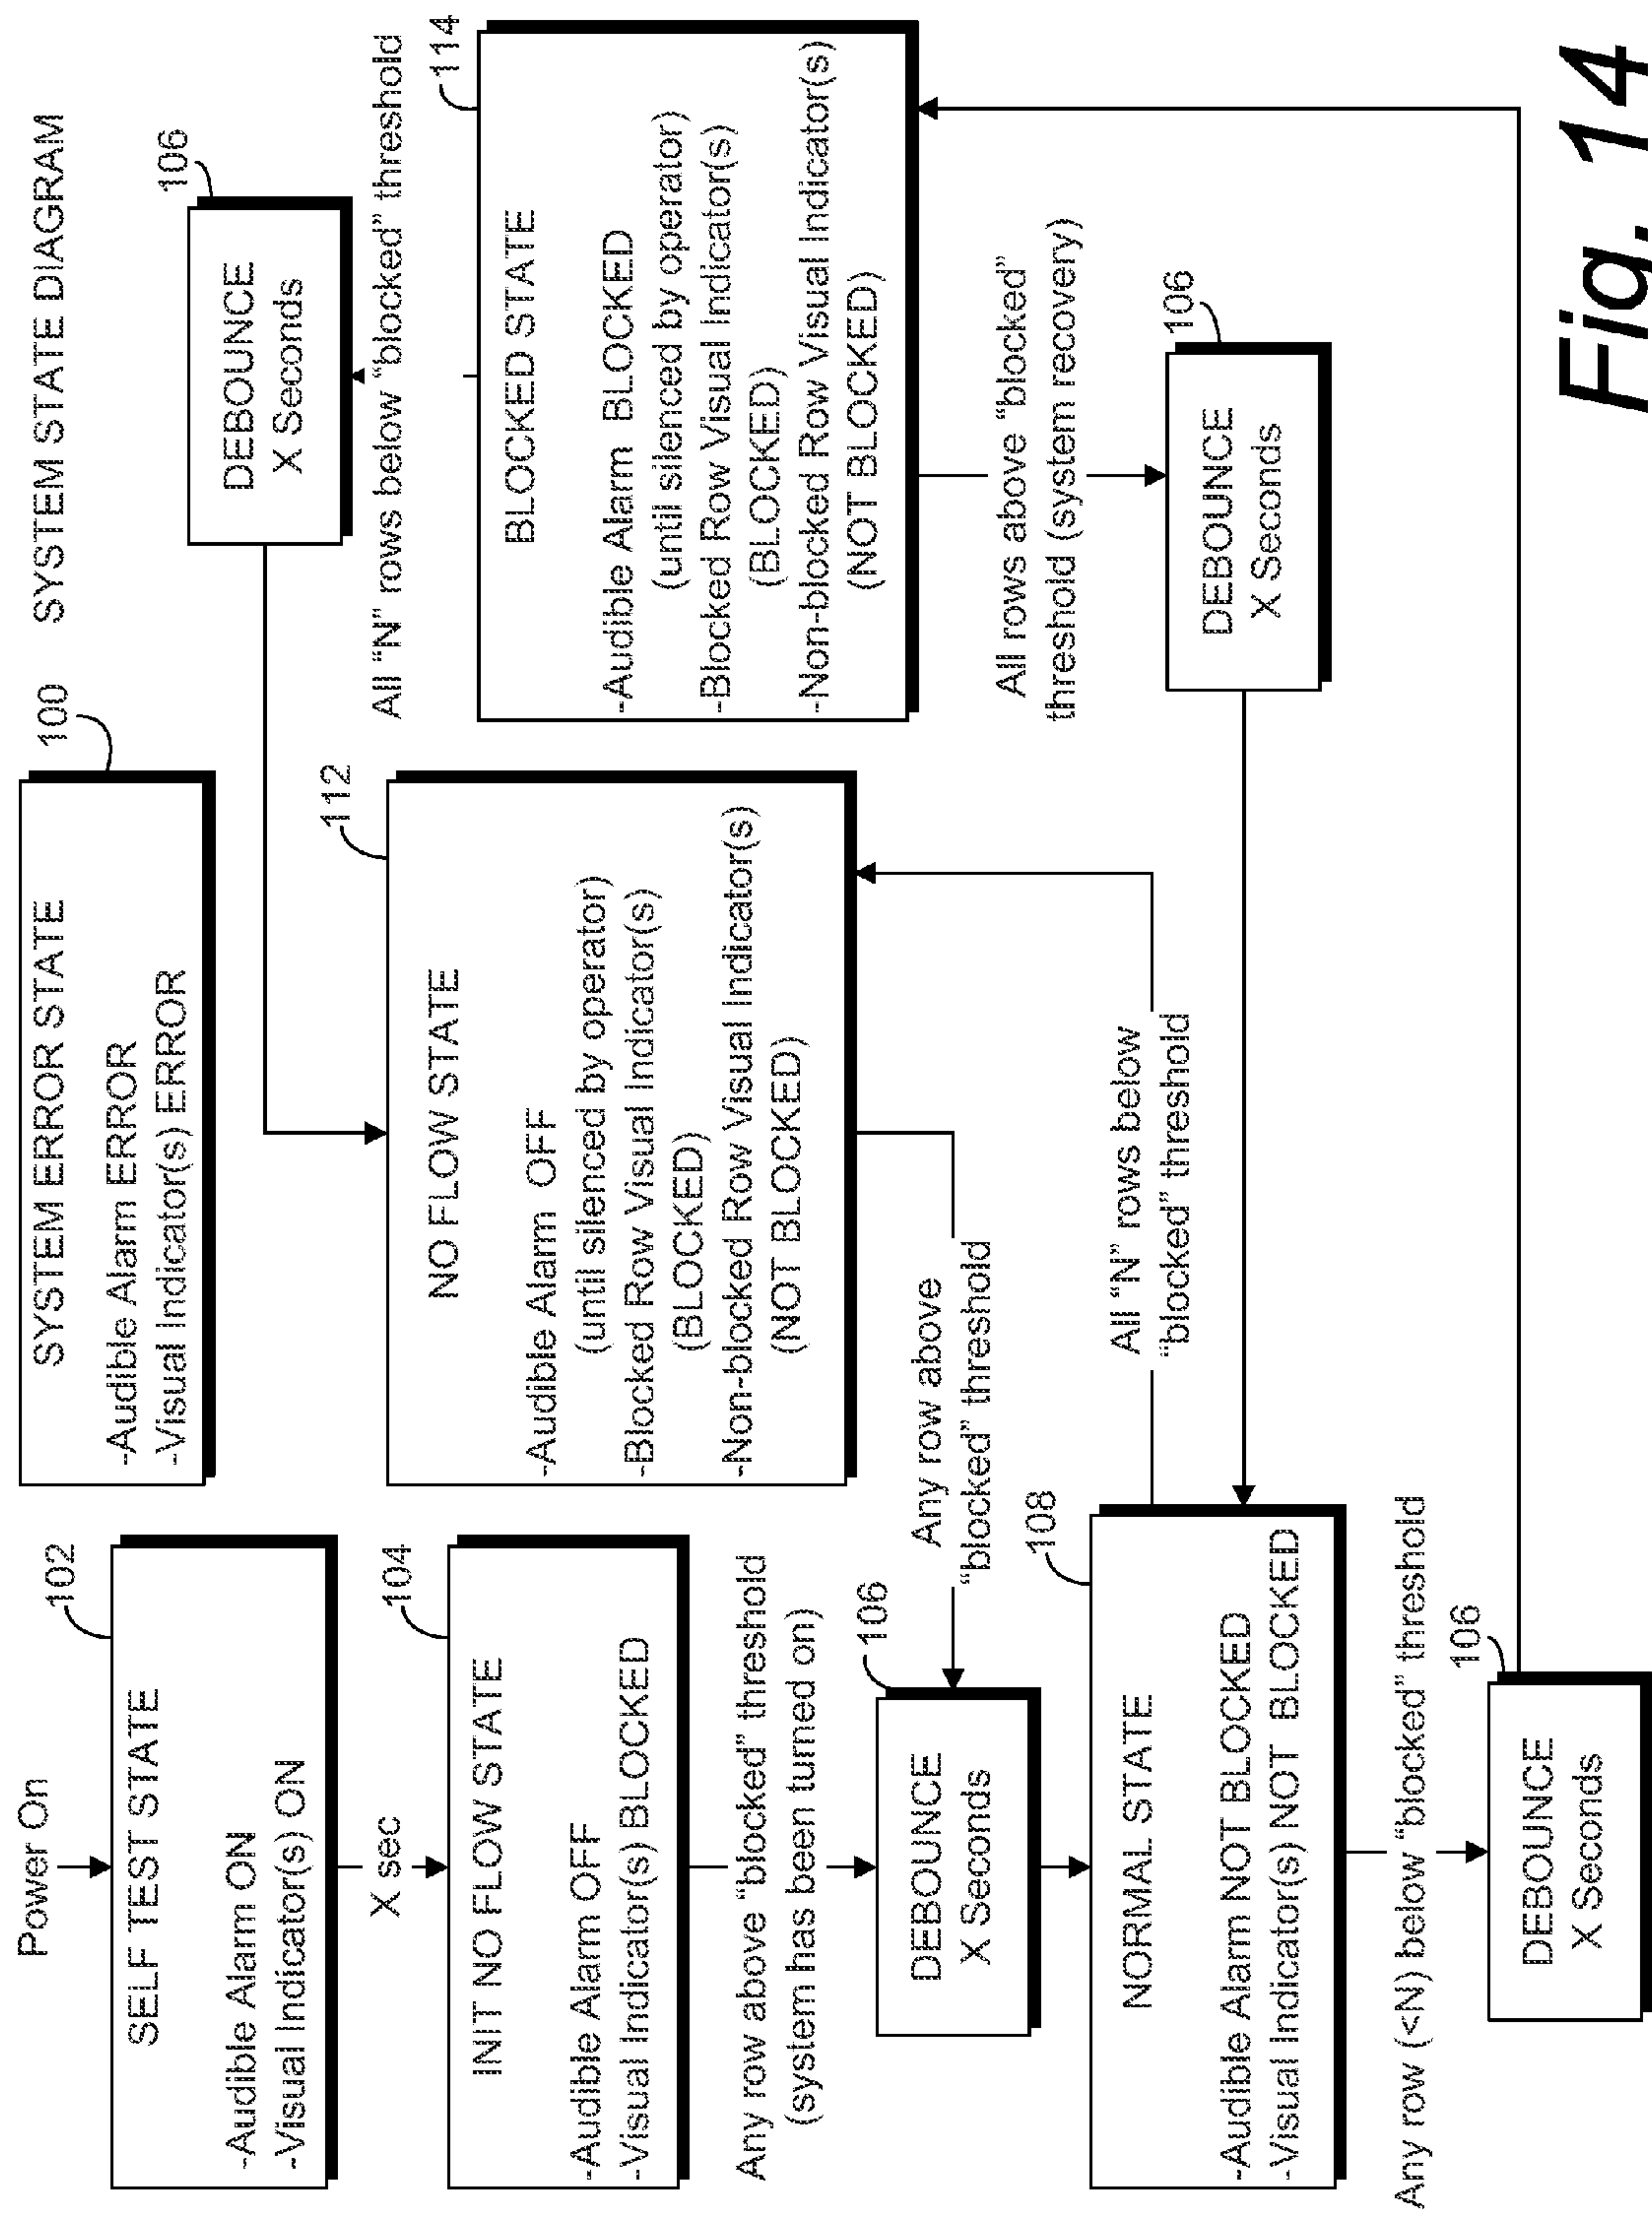 SYSTEM STATE DIAGRAM
Power On
102
SELF TEST STATE
-Audible Alarm ON
-Visual Indicator(s) ON
X sec
104
INIT NO FLOW STATE
-Audible Alarm OFF
-Visual Indicator(s) BLOCKED
Any row above "blocked" threshold
(system has been turned on)
106
DEBOUNCE
X Seconds
108
NORMAL STATE
-Audible Alarm NOT BLOCKED
-Visual Indicator(s) NOT BLOCKED
Any row (<N) below "blocked" threshold
106
DEBOUNCE
X Seconds
100
SYSTEM ERROR STATE
-Audible Alarm ERROR
-Visual Indicator(s) ERROR
112
NO FLOW STATE
-Audible Alarm OFF
(until silenced by operator)
-Blocked Row Visual Indicator(s)
(BLOCKED)
-Non-blocked Row Visual Indicator(s)
(NOT BLOCKED)
Any row above
"blocked" threshold
All "N" rows below
"blocked" threshold
106
DEBOUNCE
X Seconds
All "N" rows below "blocked" threshold
114
BLOCKED STATE
-Audible Alarm BLOCKED
(until silenced by operator)
-Blocked Row Visual Indicator(s)
(BLOCKED)
-Non-blocked Row Visual Indicator(s)
(NOT BLOCKED)
All rows above "blocked"
threshold (system recovery)
106
DEBOUNCE
X Seconds
Fig. 14